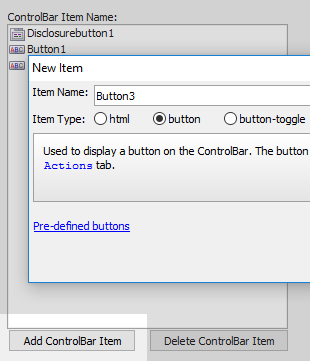 ControlBar Item Name:
Disclosurebutton1
Button1
New Item
Item Name: Button3
Item Type: html button button-toggle
Used to display a button on the ControlBar. The button
Actions tab.
Pre-defined buttons
Add ControlBar Item Delete ControlBar Item